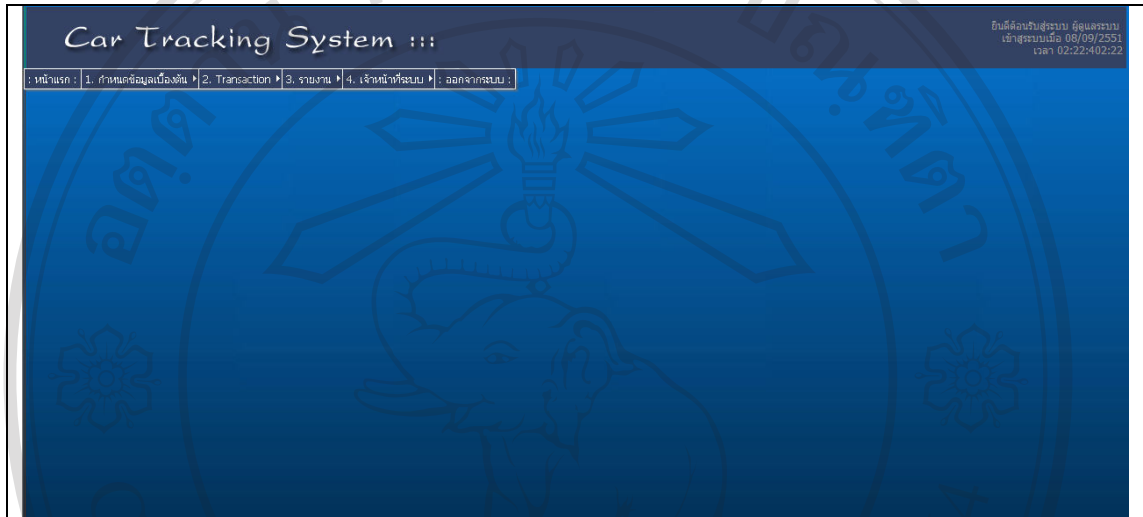 Car Tracking System :::
ยินดีต้อนรับสู่ระบบ ผู้ดูแลระบบ
เข้าสู่ระบบเมื่อ 08/09/2551
เวลา 02:22:402:22
: หน้าแรก : 1. กำหนดข้อมูลเบื้องต้น 2. Transaction 3. รายงาน 4. เจ้าหน้าที่ระบบ : ออกจากระบบ :